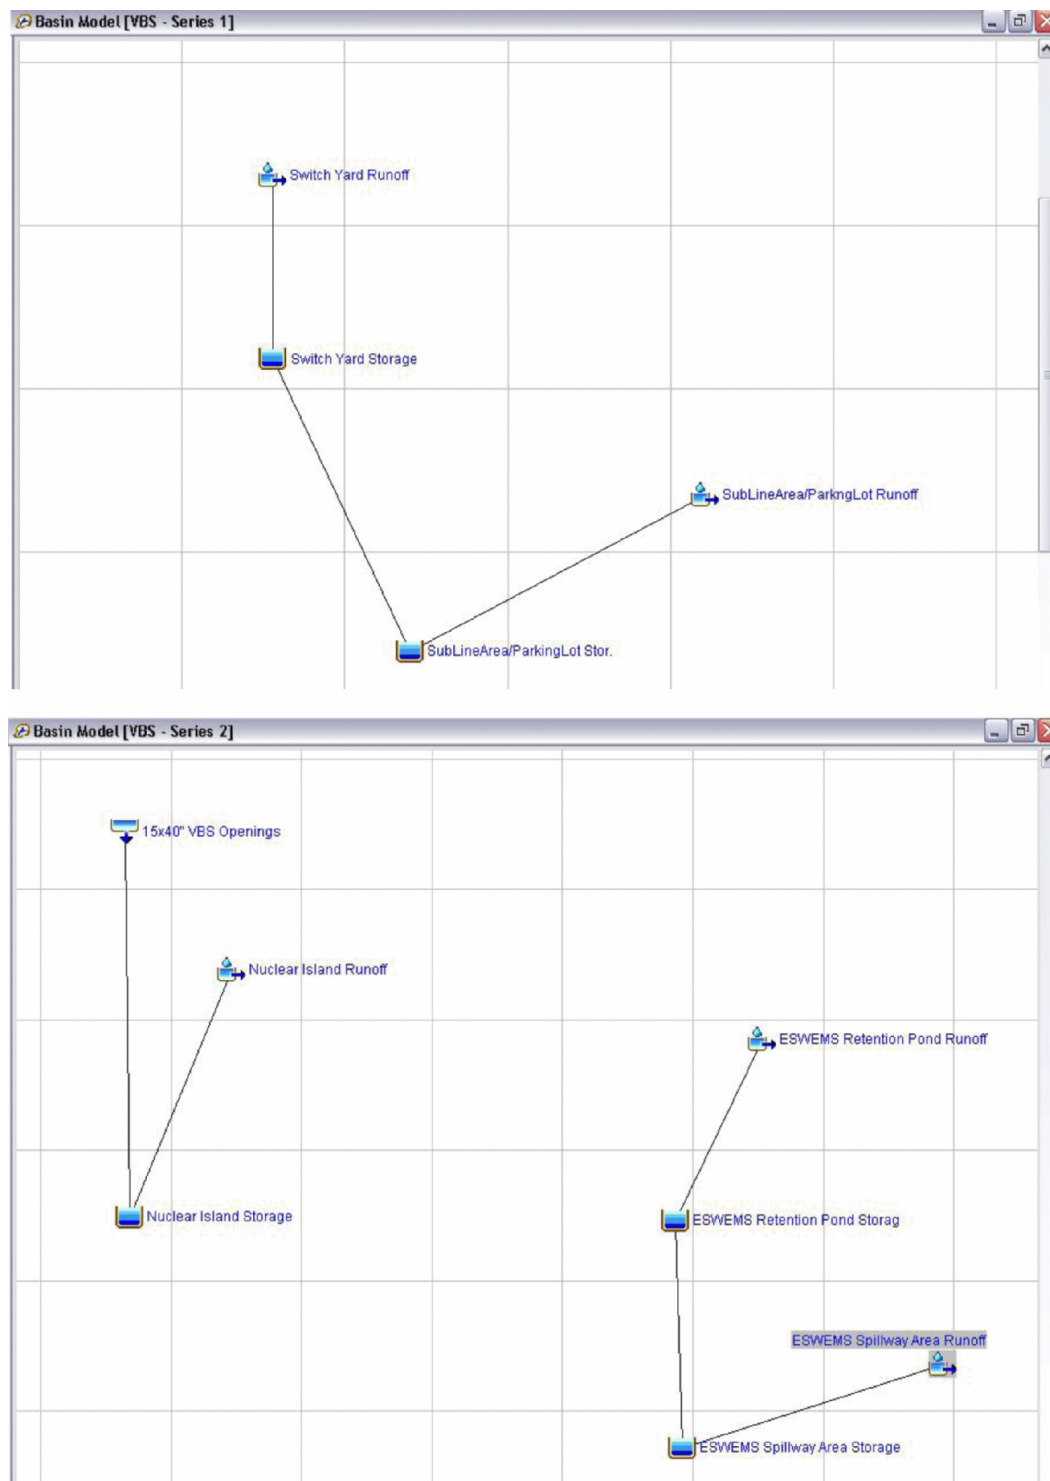 Basin Model [VBS - Series 1]
Switch Yard Runoff
Switch Yard Storage
SubLineArea/ParkngLot Runoff
SubLineArea/ParkingLot Stor.
Basin Model [VBS - Series 2]
15x40" VBS Openings
Nuclear Island Runoff
ESWEMS Retention Pond Runoff
Nuclear Island Storage
ESWEMS Retention Pond Storag
ESWEMS Spillway Area Runoff
ESWEMS Spillway Area Storage